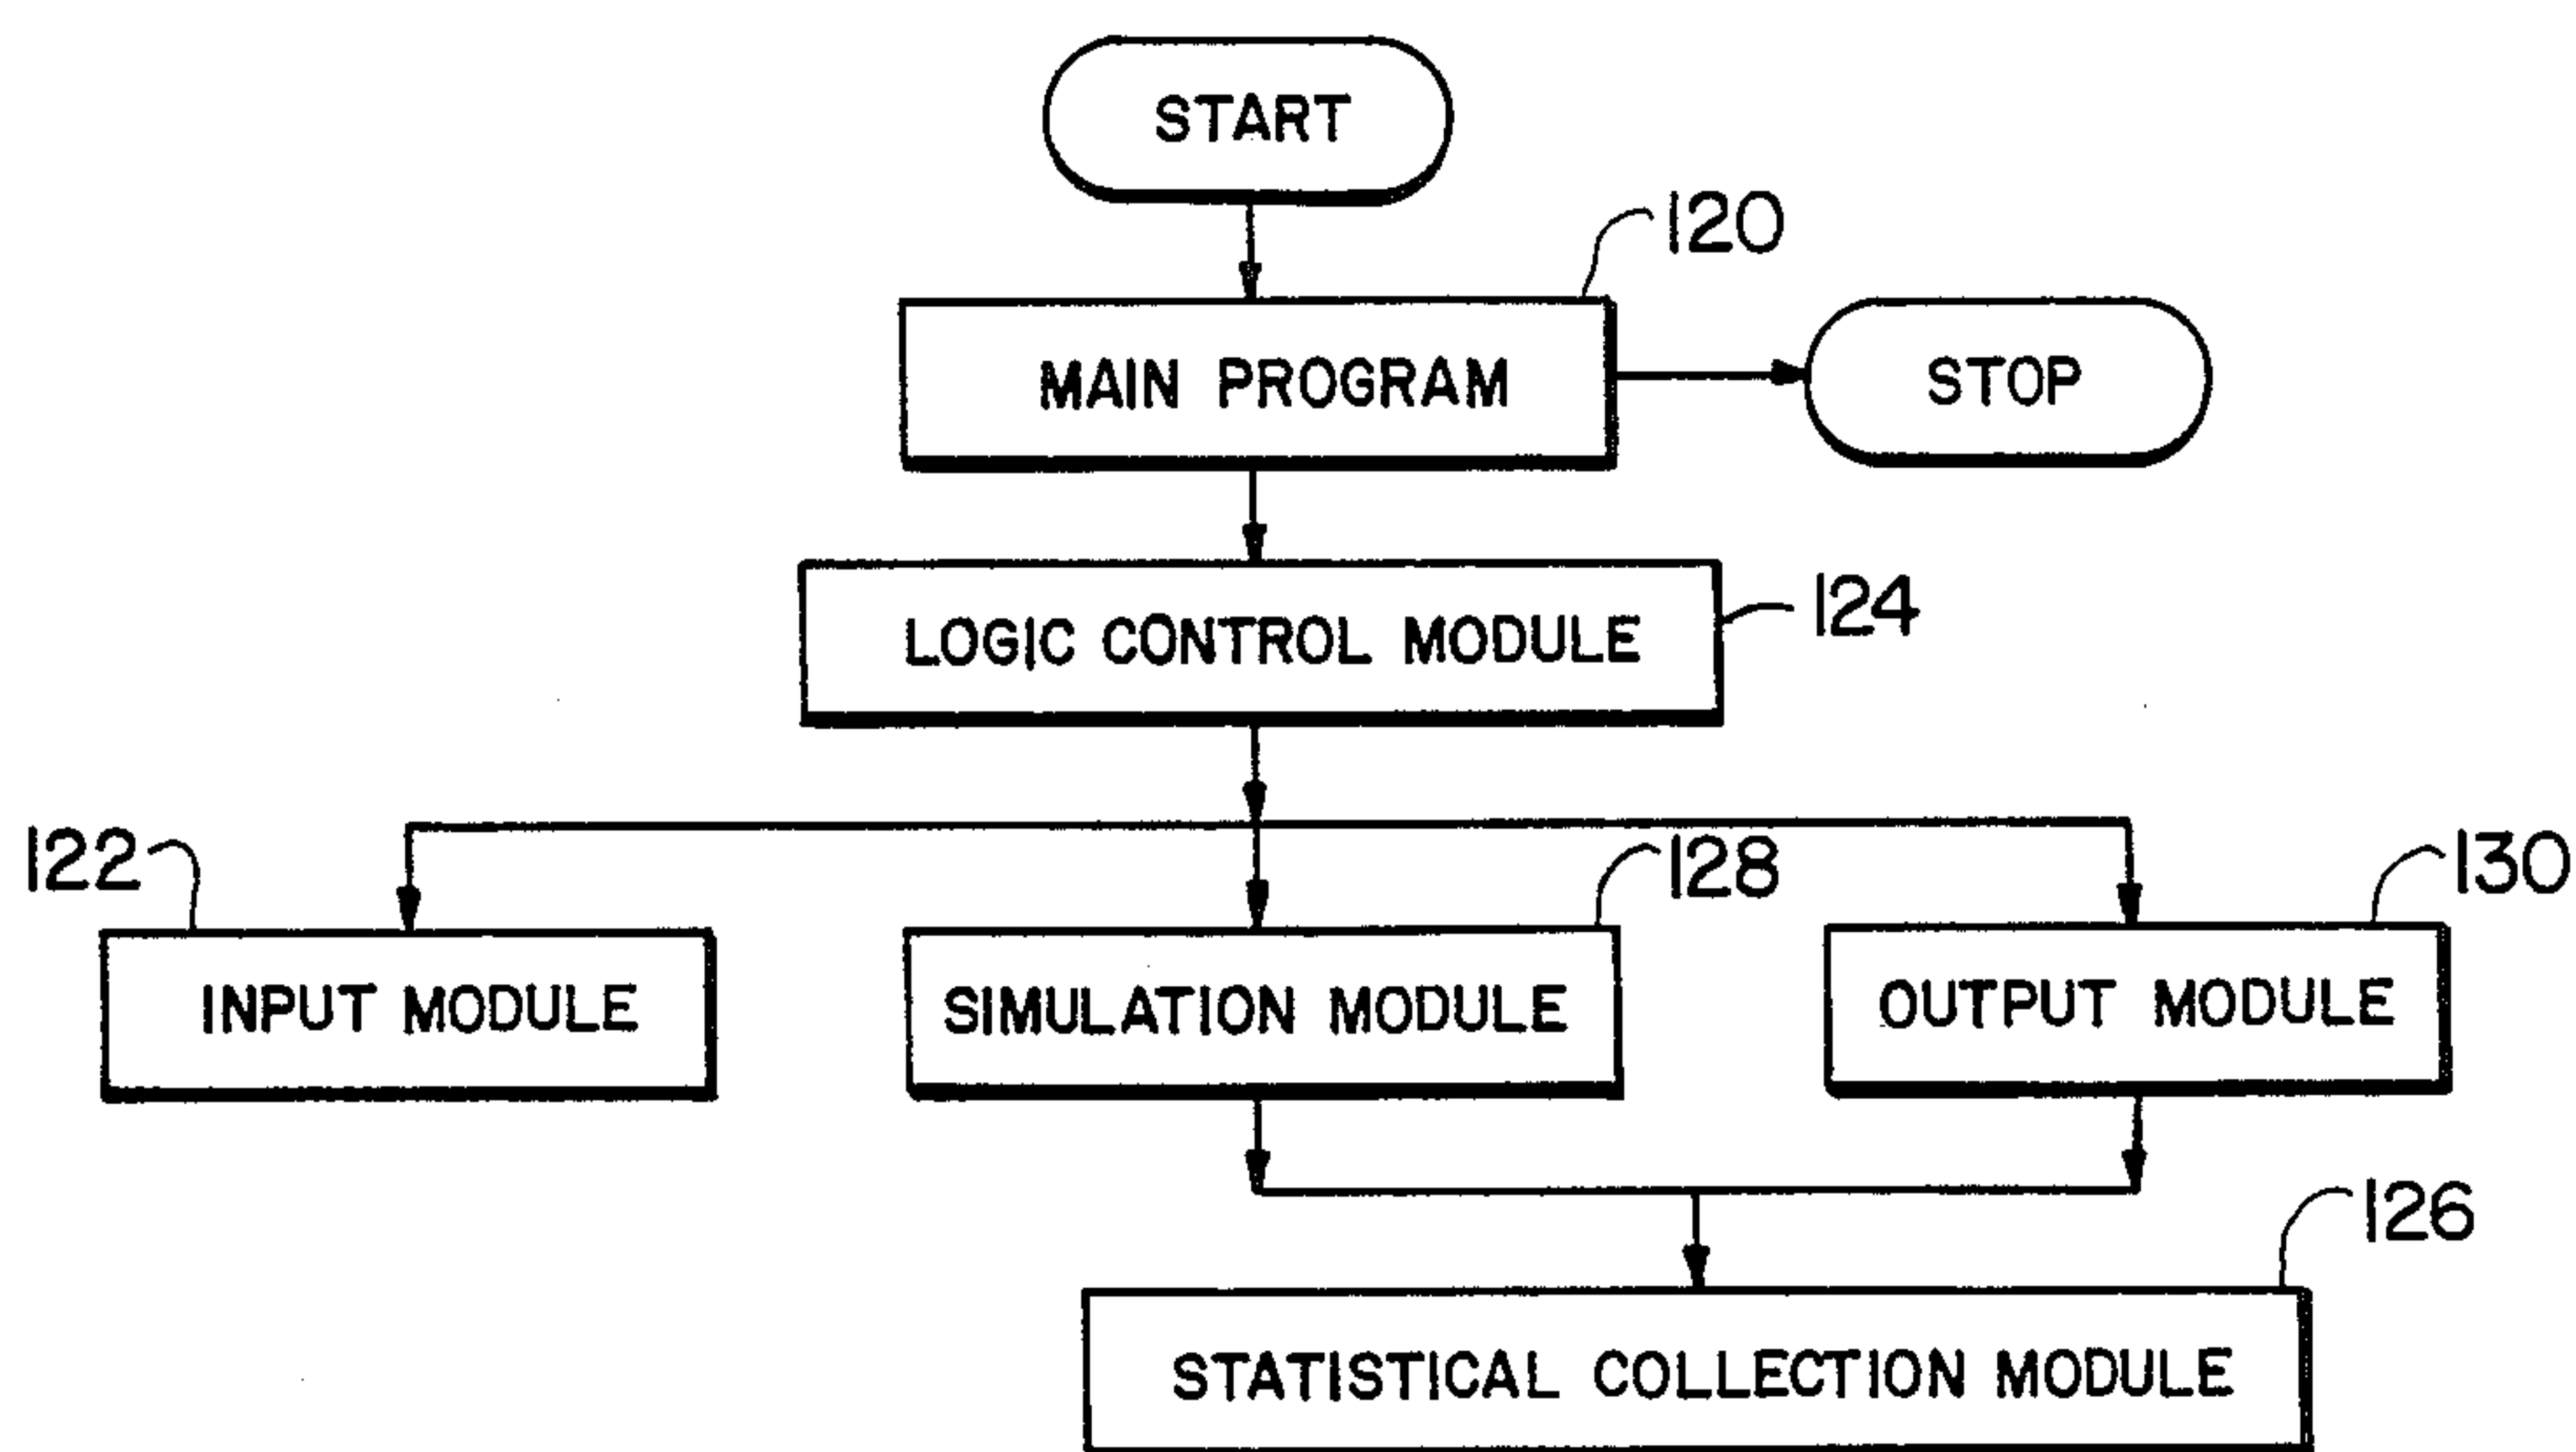 START
120
MAIN PROGRAM
STOP
LOGIC CONTROL MODULE
124
122
128
130
INPUT MODULE
SIMULATION MODULE
OUTPUT MODULE
126
STATISTICAL COLLECTION MODULE